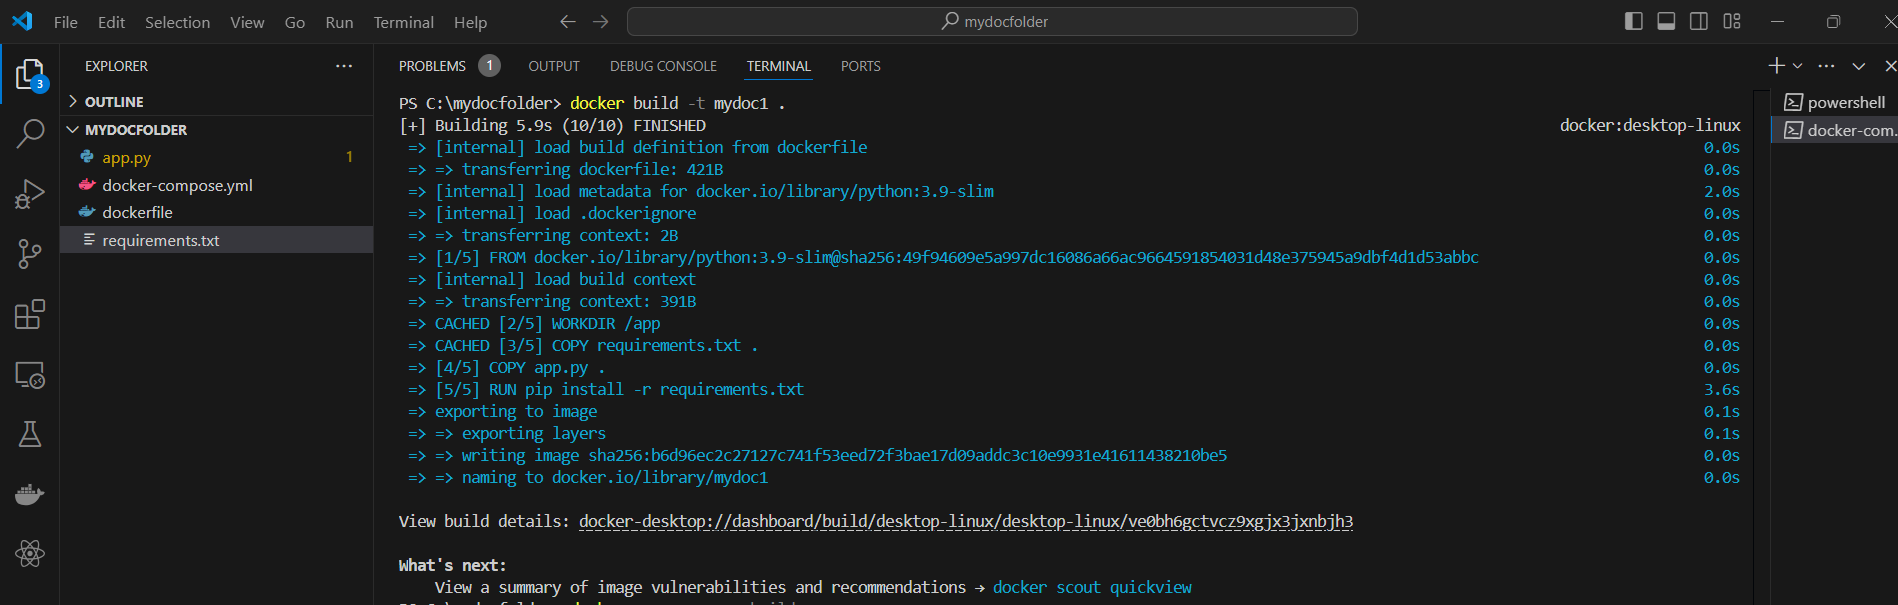 File Edit Selection View Go Run Terminal Help
mydocfolder
EXPLORER
OUTLINE
MYDOCFOLDER
app.py 1
docker-compose.yml
dockerfile
requirements.txt
3
PROBLEMS 1 OUTPUT DEBUG CONSOLE TERMINAL PORTS
PS C:\mydocfolder> docker build -t mydoc1 .
[+] Building 5.9s (10/10) FINISHED docker:desktop-linux
=> [internal] load build definition from dockerfile 0.0s
=> => transferring dockerfile: 421B 0.0s
=> [internal] load metadata for docker.io/library/python:3.9-slim 2.0s
=> [internal] load .dockerignore 0.0s
=> => transferring context: 2B 0.0s
=> [1/5] FROM docker.io/library/python:3.9-slim@sha256:49f94609e5a997dc16086a66ac9664591854031d48e375945a9dbf4d1d53abbc 0.0s
=> [internal] load build context 0.0s
=> => transferring context: 391B 0.0s
=> CACHED [2/5] WORKDIR /app 0.0s
=> CACHED [3/5] COPY requirements.txt . 0.0s
=> [4/5] COPY app.py . 0.0s
=> [5/5] RUN pip install -r requirements.txt 3.6s
=> exporting to image 0.1s
=> => exporting layers 0.1s
=> => writing image sha256:b6d96ec2c27127c741f53eed72f3bae17d09addc3c10e9931e41611438210be5 0.0s
=> => naming to docker.io/library/mydoc1 0.0s
View build details: docker-desktop://dashboard/build/desktop-linux/desktop-linux/ve0bh6gctvcz9xgjx3jxnbjh3
What's next:
View a summary of image vulnerabilities and recommendations → docker scout quickview
powershell
docker-com...